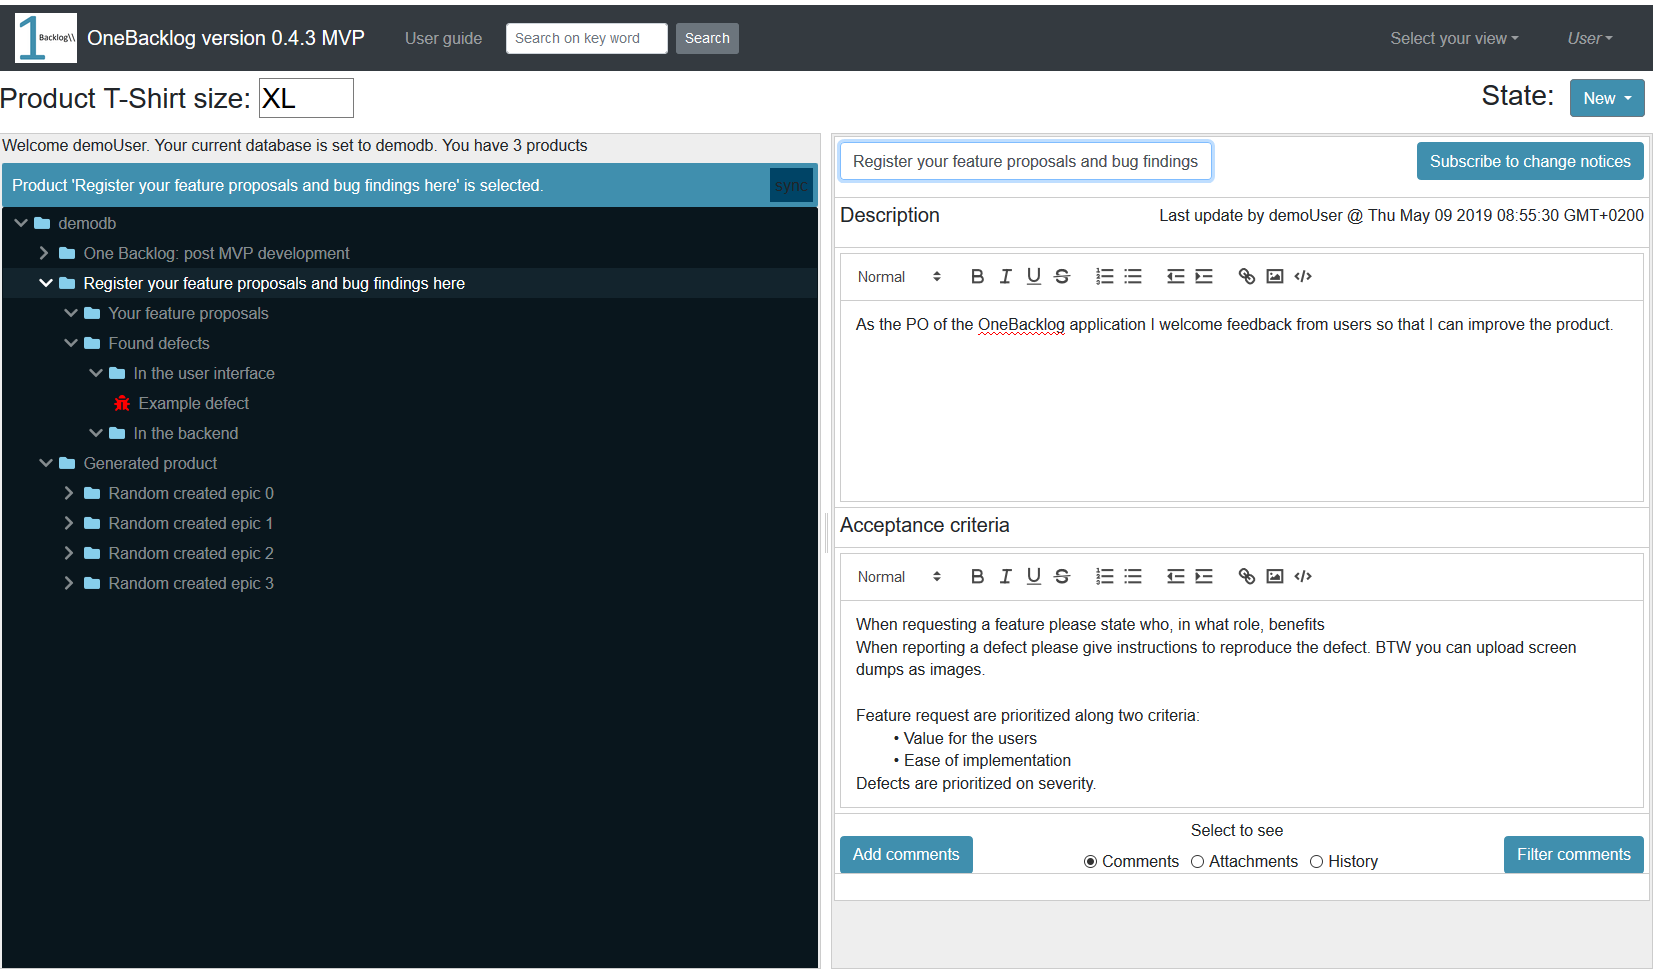 1 Backlog\\ OneBacklog version 0.4.3 MVP User guide Search on key word Search Select your view User
Product T-Shirt size: XL State: New
Welcome demoUser. Your current database is set to demodb. You have 3 products
Product 'Register your feature proposals and bug findings here' is selected. sync
demodb
One Backlog: post MVP development
Register your feature proposals and bug findings here
Your feature proposals
Found defects
In the user interface
Example defect
In the backend
Generated product
Random created epic 0
Random created epic 1
Random created epic 2
Random created epic 3
Register your feature proposals and bug findings Subscribe to change notices
Description Last update by demoUser @ Thu May 09 2019 08:55:30 GMT+0200
Normal B I U S
As the PO of the OneBacklog application I welcome feedback from users so that I can improve the product.
Acceptance criteria
Normal B I U S
When requesting a feature please state who, in what role, benefits
When reporting a defect please give instructions to reproduce the defect. BTW you can upload screen
dumps as images.
Feature request are prioritized along two criteria:
• Value for the users
• Ease of implementation
Defects are prioritized on severity.
Select to see
Add comments Comments Attachments History Filter comments